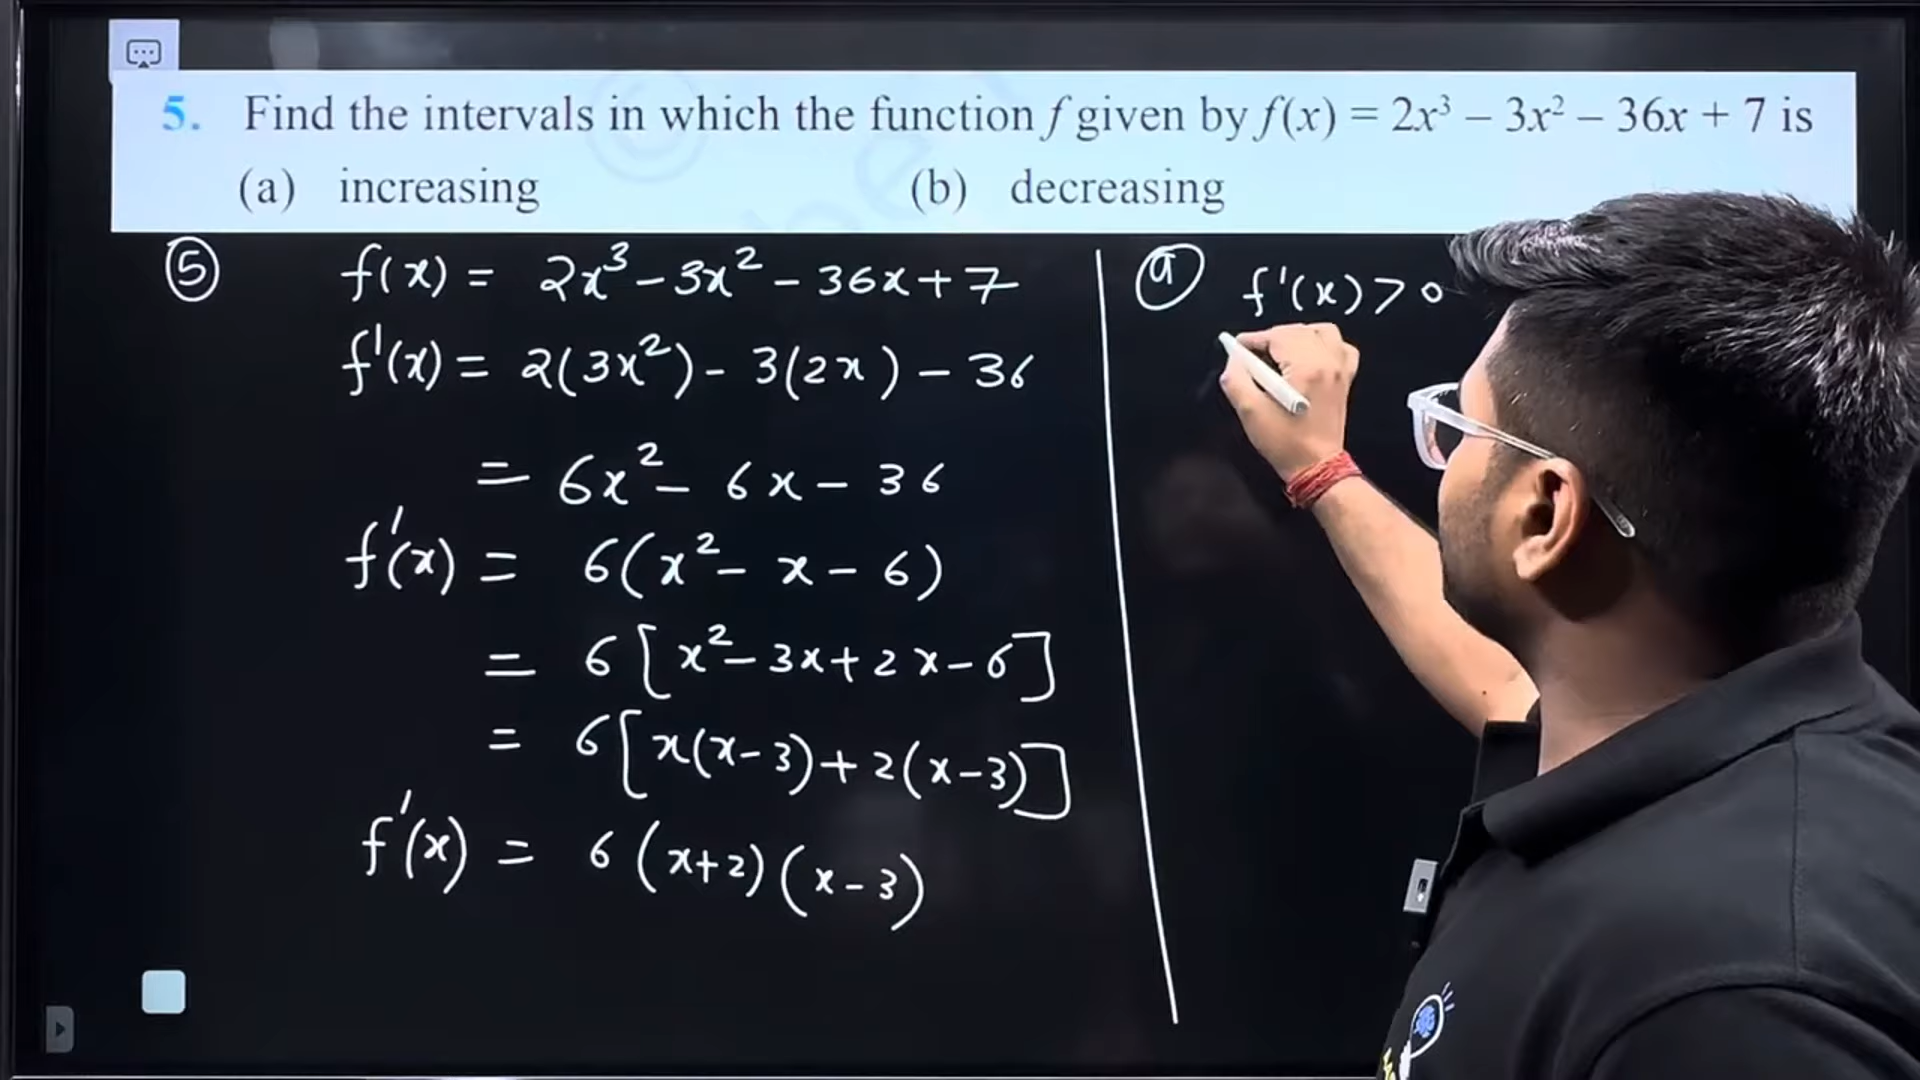 5. Find the intervals in which the function f given by f(x) = 2x³ – 3x² – 36x + 7 is
(a) increasing (b) decreasing
⑤ f(x) = 2x³ - 3x² - 36x + 7
f'(x) = 2(3x²) - 3(2x) - 36
= 6x² - 6x - 36
f'(x) = 6(x² - x - 6)
= 6[x² - 3x + 2x - 6]
= 6[x(x-3) + 2(x-3)]
f'(x) = 6(x+2)(x-3)
ⓐ f'(x) > 0